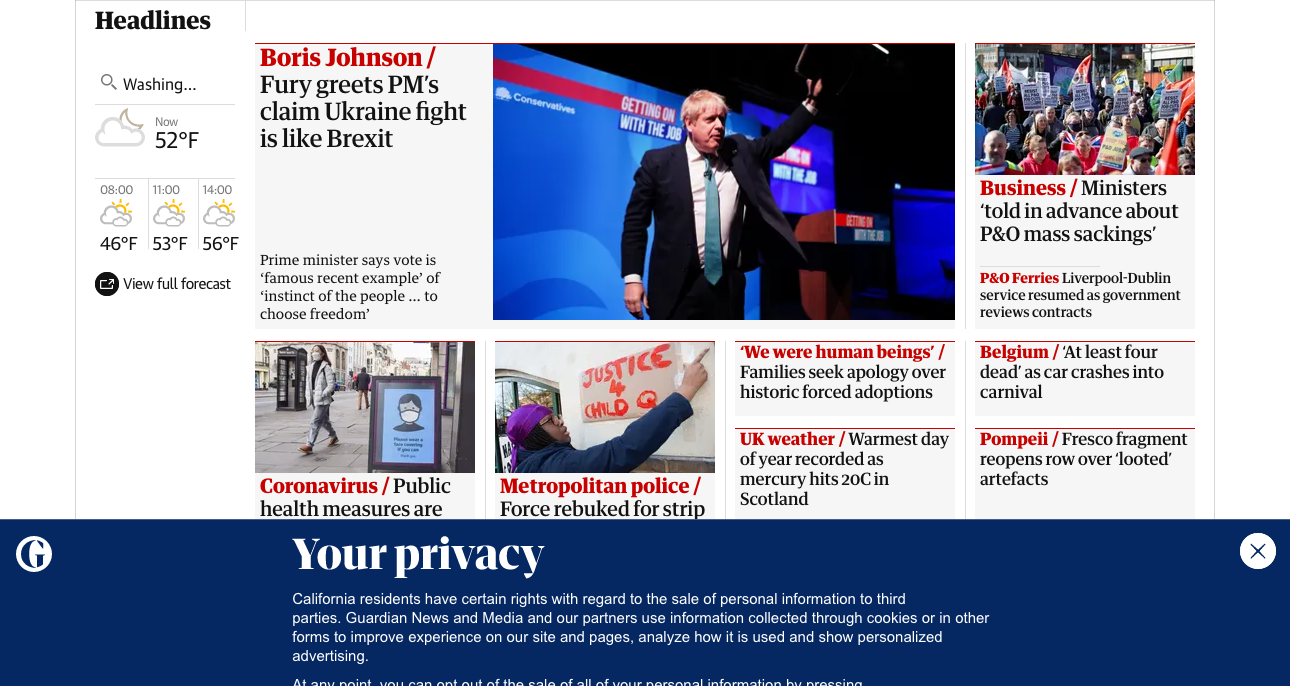 Headlines
Washing...
Now
52°F
08:00
11:00
14:00
46°F
53°F
56°F
View full forecast
Boris Johnson /
Fury greets PM’s
claim Ukraine fight
is like Brexit
Prime minister says vote is
‘famous recent example’ of
‘instinct of the people ... to
choose freedom’
Conservatives
GETTING ON
WITH THE JOB
GETTING ON
WITH THE JOB
Business / Ministers
‘told in advance about
P&O mass sackings’
P&O Ferries Liverpool-Dublin
service resumed as government
reviews contracts
Coronavirus / Public
health measures are
JUSTICE
4
CHILD Q
Metropolitan police /
Force rebuked for strip
‘We were human beings’ /
Families seek apology over
historic forced adoptions
UK weather / Warmest day
of year recorded as
mercury hits 20C in
Scotland
Belgium / ‘At least four
dead’ as car crashes into
carnival
Pompeii / Fresco fragment
reopens row over ‘looted’
artefacts
G
Your privacy
California residents have certain rights with regard to the sale of personal information to third
parties. Guardian News and Media and our partners use information collected through cookies or in other
forms to improve experience on our site and pages, analyze how it is used and show personalized
advertising.
At any point, you can opt out of the sale of all of your personal information by pressing